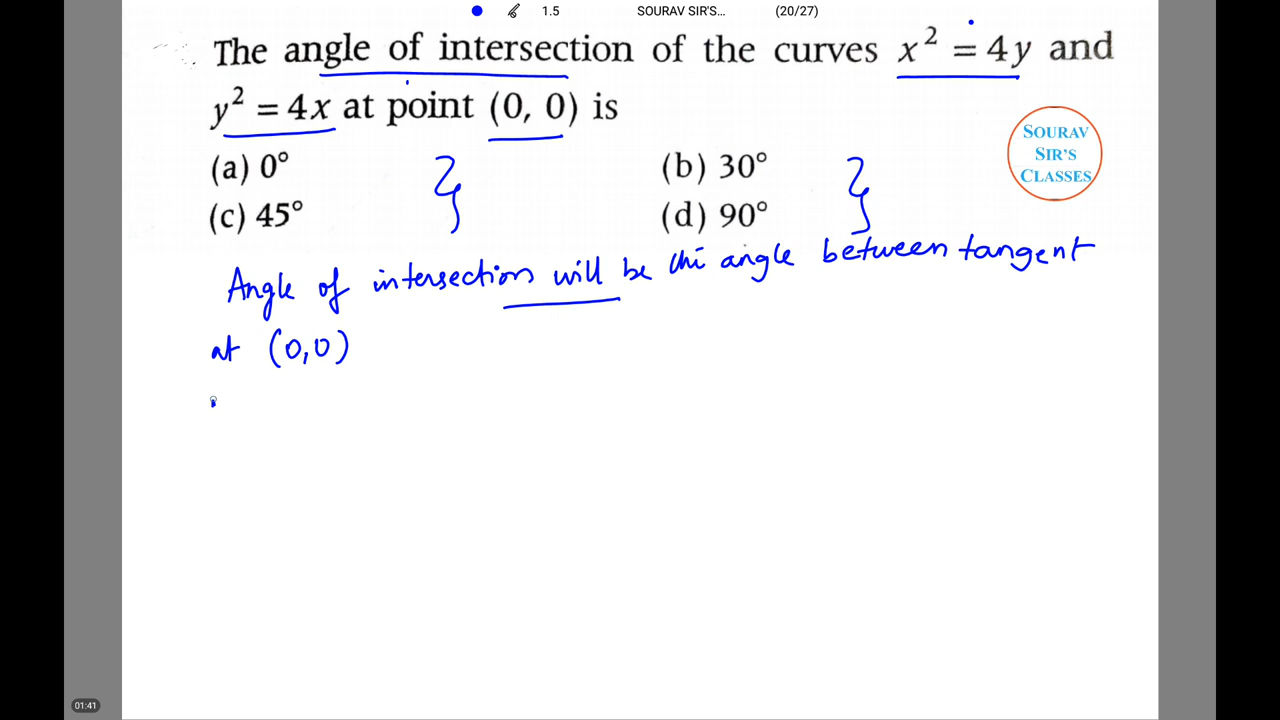 1.5 SOURAV SIR'S... (20/27)
The angle of intersection of the curves x² = 4y and
y² = 4x at point (0, 0) is
SOURAV
SIR'S
CLASSES
(a) 0° (b) 30°
(c) 45° (d) 90°
Angle of intersection will be the angle between tangent
at (0,0)
01:41